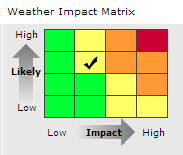 Weather Impact Matrix
High
Likely
Low
Low Impact High